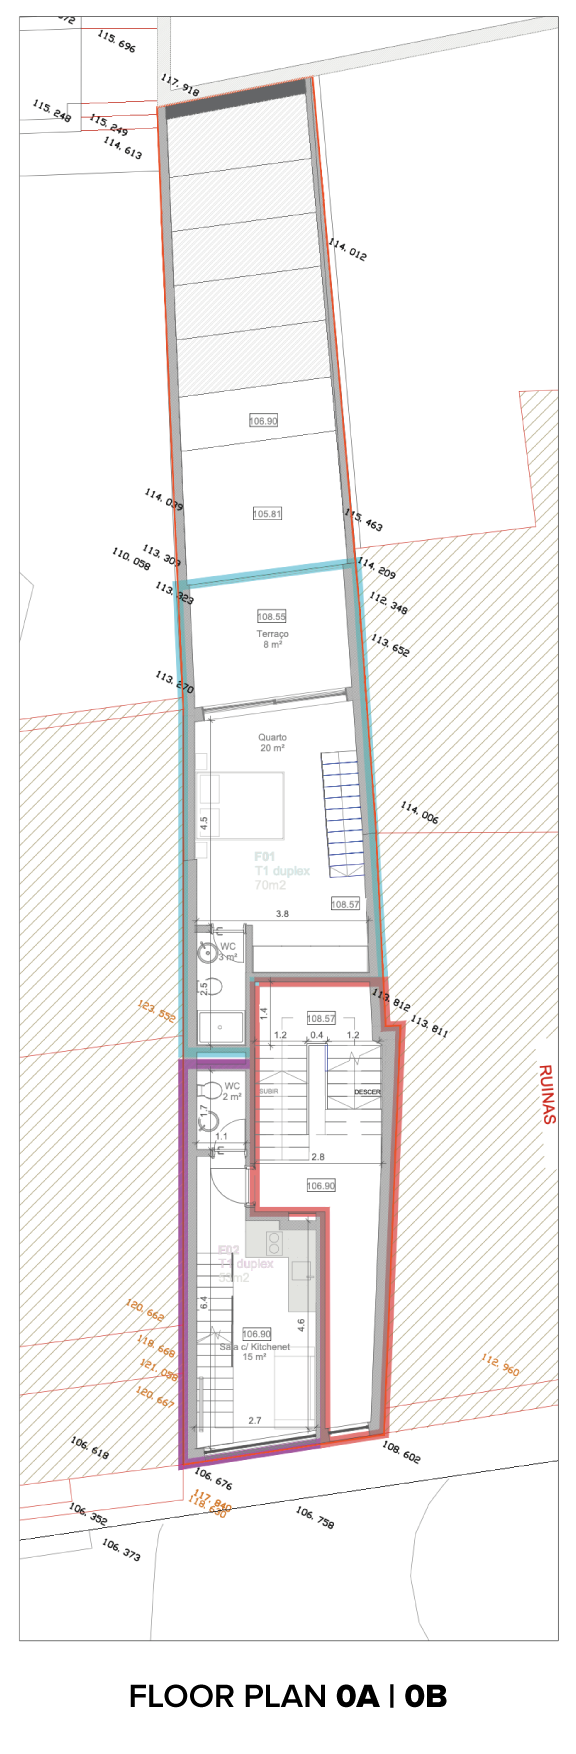 115.696
117.918
115.248
115.249
114.613
114.012
106.90
114.039
105.81
115.463
113.303
110.058
114.209
113.323
112.348
108.55
Terraço
8 m²
113.652
113.270
Quarto
20 m²
4.5
114.006
F01
T1 duplex
70m2
108.57
3.8
WC
3 m²
2.5
1.4
113.812
113.811
123.552
108.57
1.2
0.4
1.2
RUINAS
WC
2 m²
SUBIR
DESCER
1.7
1.1
2.8
106.90
F02
T1 duplex
6.4
120.662
4.6
106.90
118.668
Sala c/ Kitchenet
15 m²
121.058
112.960
120.667
2.7
106.618
108.602
106.676
117.840
118.630
106.352
106.758
106.373
FLOOR PLAN 0A | 0B